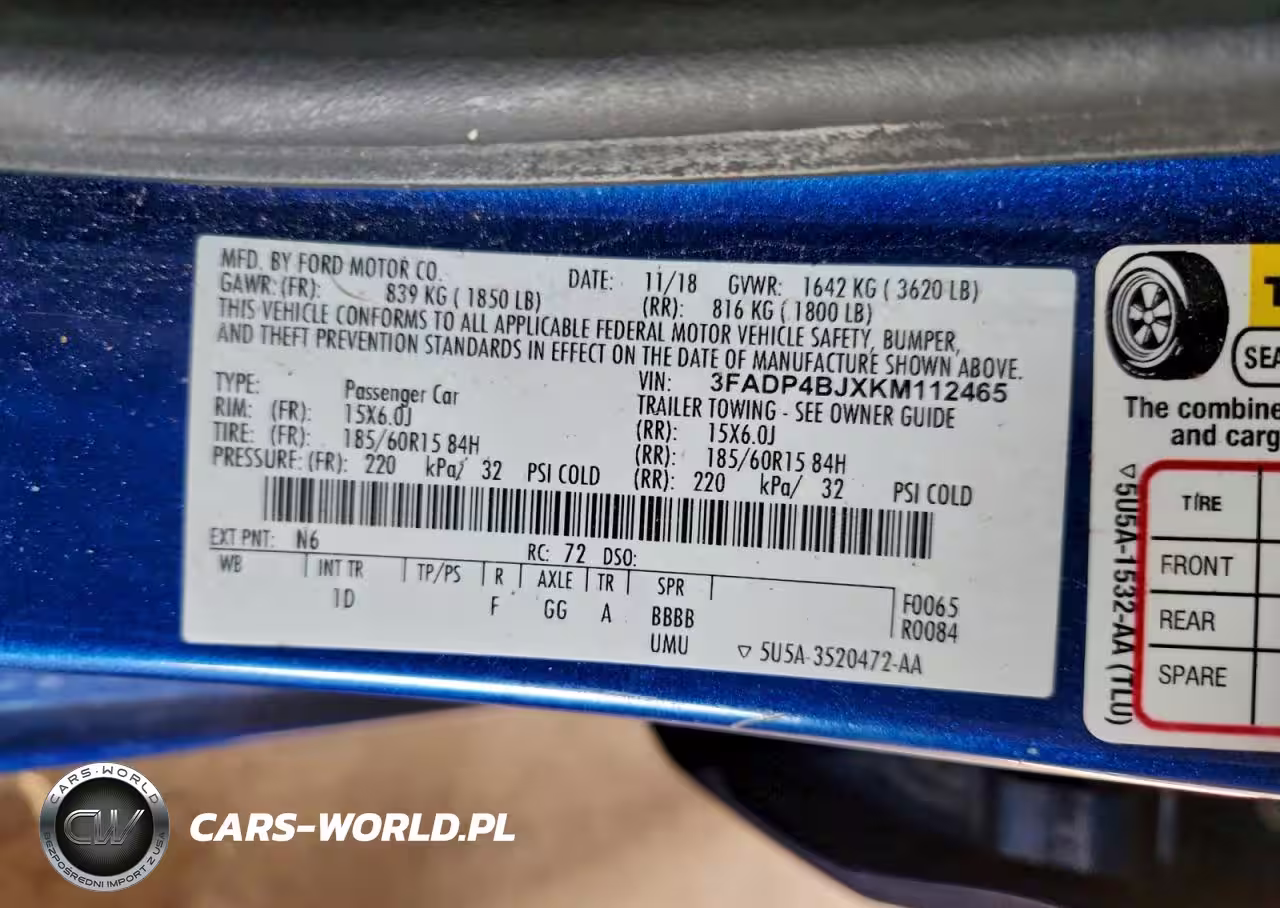 MFD. BY FORD MOTOR CO. DATE: 11/18 GVWR: 1642 KG ( 3620 LB)
GAWR: (FR): 839 KG ( 1850 LB) (RR): 816 KG ( 1800 LB)
THIS VEHICLE CONFORMS TO ALL APPLICABLE FEDERAL MOTOR VEHICLE SAFETY, BUMPER,
AND THEFT PREVENTION STANDARDS IN EFFECT ON THE DATE OF MANUFACTURE SHOWN ABOVE.
VIN: 3FADP4BJXKM112465
TYPE: Passenger Car TRAILER TOWING - SEE OWNER GUIDE
RIM: (FR): 15X6.0J (RR): 15X6.0J
TIRE: (FR): 185/60R15 84H (RR): 185/60R15 84H
PRESSURE: (FR): 220 kPa/ 32 PSI COLD (RR): 220 kPa/ 32 PSI COLD
EXT PNT: N6 RC: 72 DSO:
WB INT TR TP/PS R AXLE TR SPR
1D F GG A BBBB
UMU
F0065
R0084
▽ 5U5A-3520472-AA
The combine
and carg
TIRE
FRONT
REAR
SPARE
▽5U5A-1532-AA (TLU)
CARS-WORLD
CW
BEZPOŚREDNI IMPORT Z USA
CARS-WORLD.PL